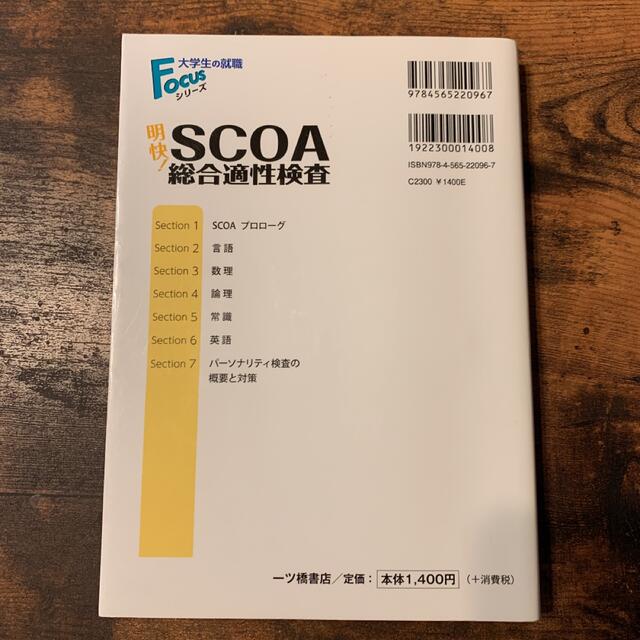 大学生の就職
Focus
シリーズ
明快!
SCOA
総合適性検査
9784565220967
1922300014008
ISBN978-4-565-22096-7
C2300 ¥1400E
Section 1 SCOA プロローグ
Section 2 言語
Section 3 数理
Section 4 論理
Section 5 常識
Section 6 英語
Section 7 パーソナリティ検査の
概要と対策
一ツ橋書店/定価:本体1,400円(+消費税)